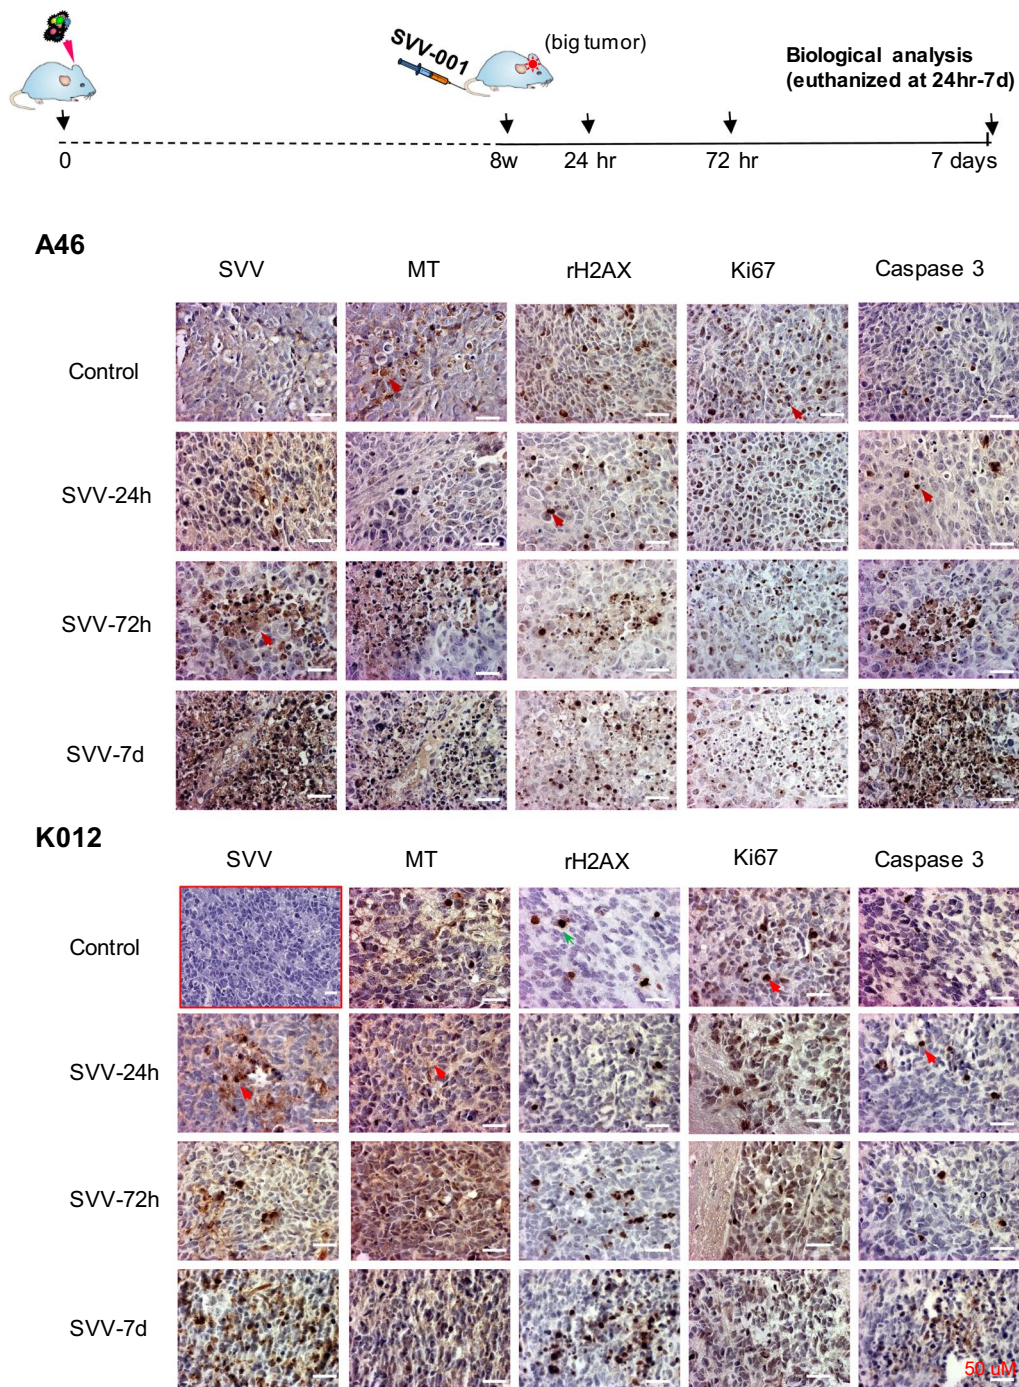 SVV-001
(big tumor)
Biological analysis
(euthanized at 24hr-7d)
0
8w
24 hr
72 hr
7 days
A46
SVV
MT
rH2AX
Ki67
Caspase 3
Control
SVV-24h
SVV-72h
SVV-7d
K012
SVV
MT
rH2AX
Ki67
Caspase 3
Control
SVV-24h
SVV-72h
SVV-7d
50 uM